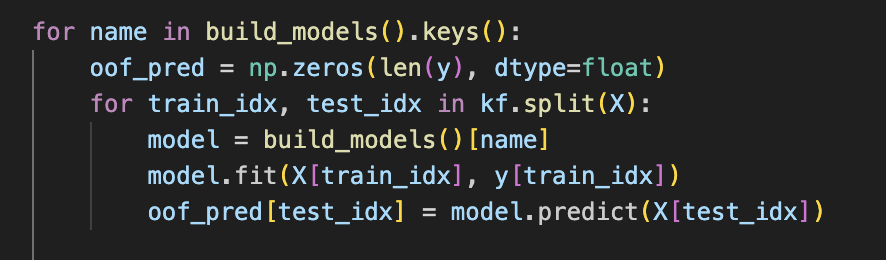 for name in build_models().keys():
    oof_pred = np.zeros(len(y), dtype=float)
    for train_idx, test_idx in kf.split(X):
        model = build_models()[name]
        model.fit(X[train_idx], y[train_idx])
        oof_pred[test_idx] = model.predict(X[test_idx])